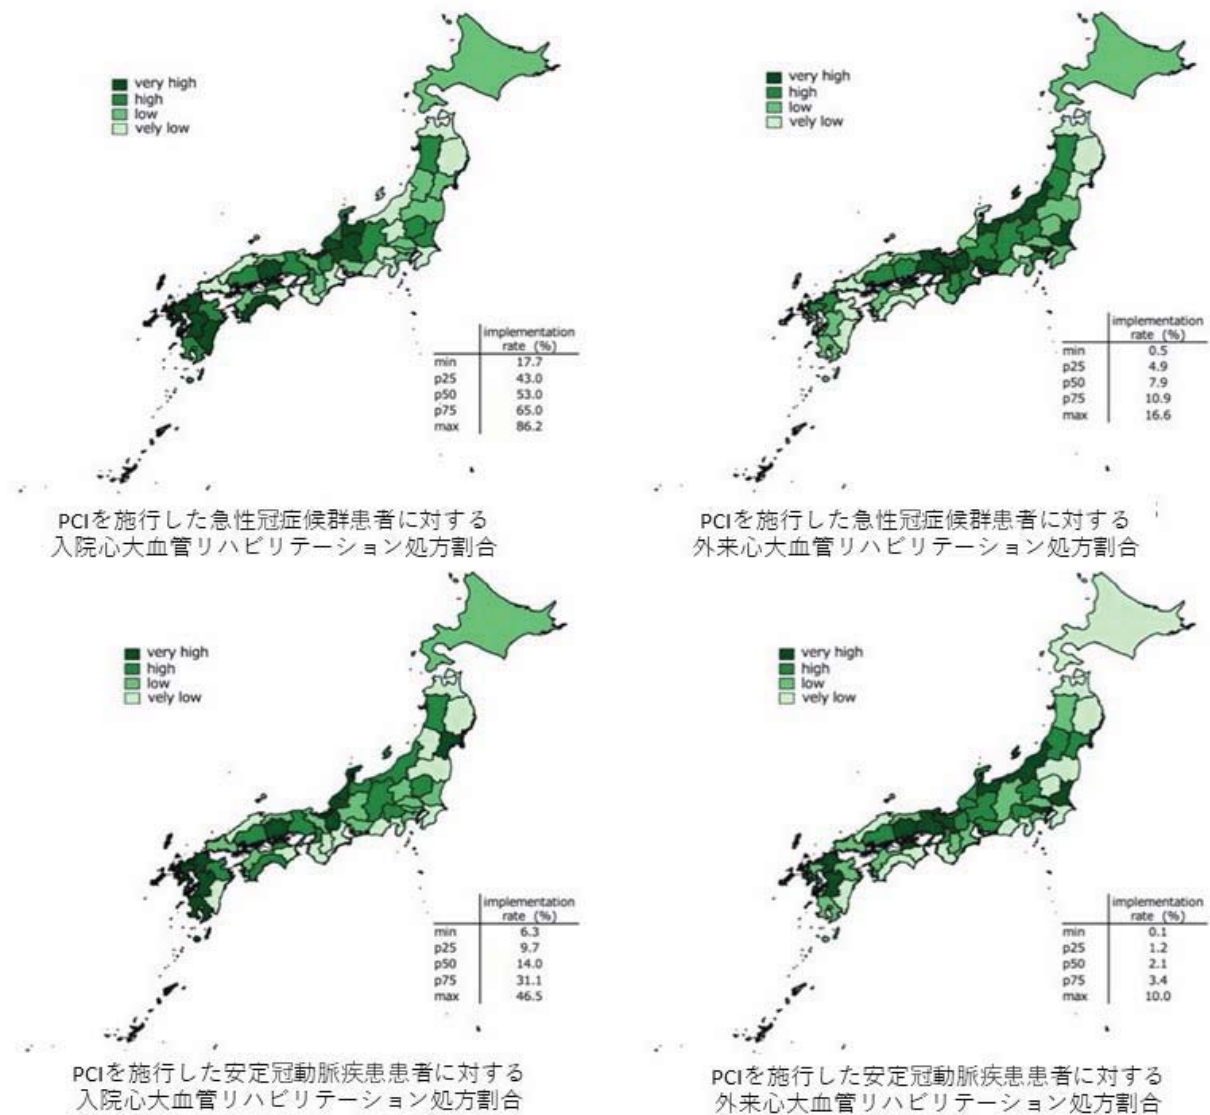 very high
high
low
vely low
implementation
rate (%)
min 17.7
p25 43.0
p50 53.0
p75 65.0
max 86.2
PCIを施行した急性冠症候群患者に対する
入院心大血管リハビリテーション処方割合
very high
high
low
vely low
implementation
rate (%)
min 0.5
p25 4.9
p50 7.9
p75 10.9
max 16.6
PCIを施行した急性冠症候群患者に対する
外来心大血管リハビリテーション処方割合
very high
high
low
vely low
implementation
rate (%)
min 6.3
p25 9.7
p50 14.0
p75 31.1
max 46.5
PCIを施行した安定冠動脈疾患患者に対する
入院心大血管リハビリテーション処方割合
very high
high
low
vely low
implementation
rate (%)
min 0.1
p25 1.2
p50 2.1
p75 3.4
max 10.0
PCIを施行した安定冠動脈疾患患者に対する
外来心大血管リハビリテーション処方割合